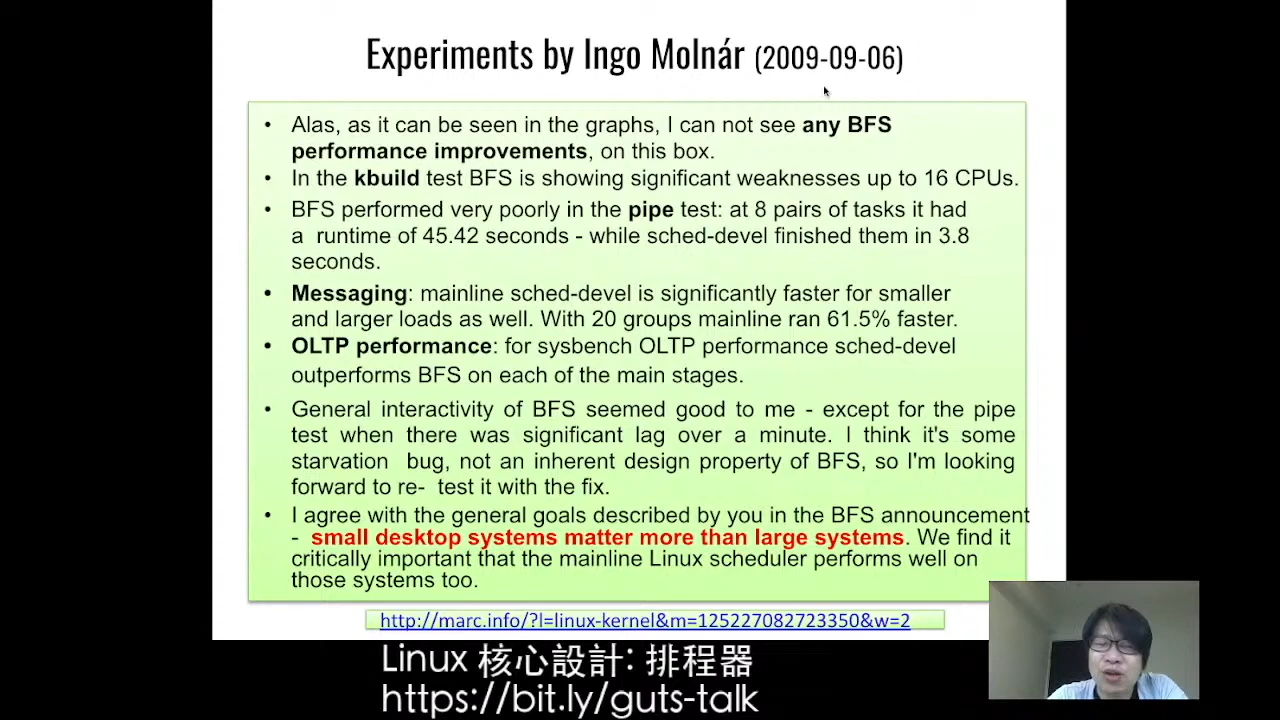 Experiments by Ingo Molnár (2009-09-06)
• Alas, as it can be seen in the graphs, I can not see any BFS
performance improvements, on this box.
• In the kbuild test BFS is showing significant weaknesses up to 16 CPUs.
• BFS performed very poorly in the pipe test: at 8 pairs of tasks it had
a runtime of 45.42 seconds - while sched-devel finished them in 3.8
seconds.
• Messaging: mainline sched-devel is significantly faster for smaller
and larger loads as well. With 20 groups mainline ran 61.5% faster.
• OLTP performance: for sysbench OLTP performance sched-devel
outperforms BFS on each of the main stages.
• General interactivity of BFS seemed good to me - except for the pipe
test when there was significant lag over a minute. I think it's some
starvation bug, not an inherent design property of BFS, so I'm looking
forward to re- test it with the fix.
• I agree with the general goals described by you in the BFS announcement
- small desktop systems matter more than large systems. We find it
critically important that the mainline Linux scheduler performs well on
those systems too.
http://marc.info/?l=linux-kernel&m=125227082723350&w=2
Linux 核心設計: 排程器
https://bit.ly/guts-talk